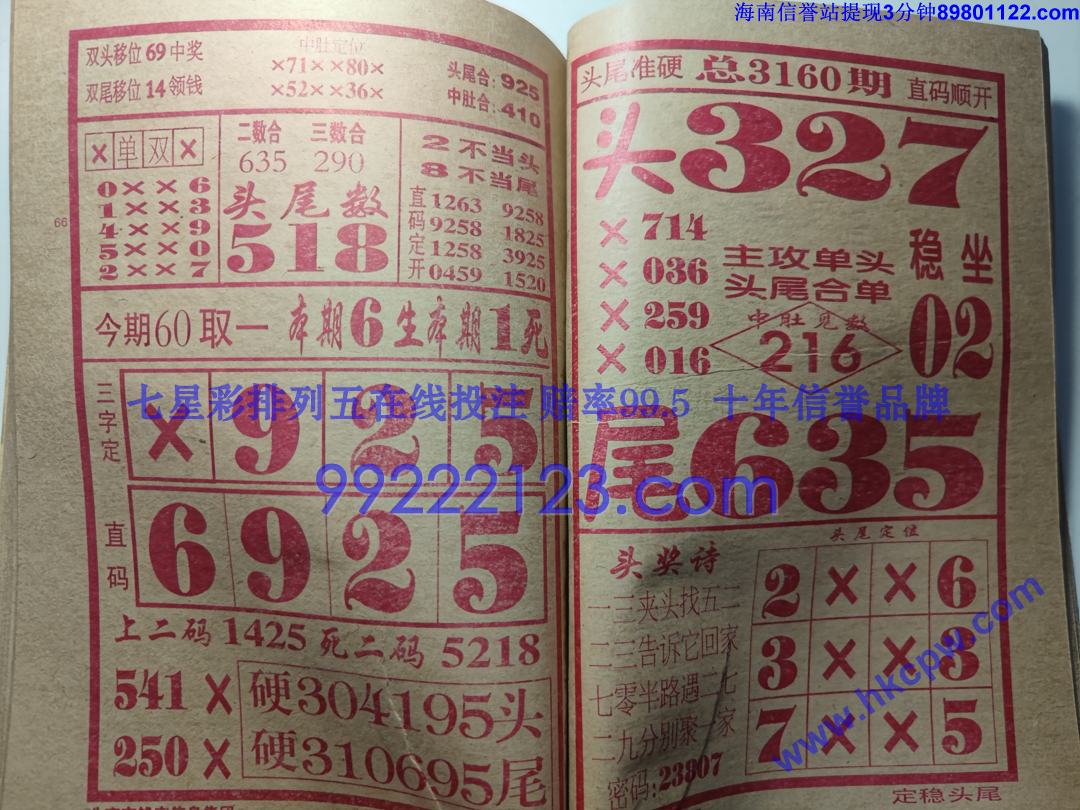 海南信誉站提现3分钟89801122.com
双头移位69中奖
双尾移位14领钱
中肚定位
×71××80×
×52××36×
头尾合:925
中肚合:410
×单双×
0××6
1××3
4××9
5××0
2××7
二数合 三数合
635 290
头尾数
518
2不当头
8不当尾
直码定开
1263 9258
9258 1825
1258 3925
0459 1520
66
今期60取一 本期6生本期1死
三字定
×925
七星彩排列五在线投注 赔率99.5 十年信誉品牌
99222123.com
直码
6925
上二码1425死二码5218
541×
250×
硬304195头
硬310695尾
头尾准硬 总3160期 直码顺开
头327
×714
×036
×259
×016
主攻单头
头尾合单
中肚见数
216
稳坐
02
尾635
头奖诗
一三夹头找五二
二三告诉它回家
七零半路遇二七
二九分别聚一家
密码:23807
头尾定位
2××6
3××3
7××5
www.hkcpw.com
定稳头尾